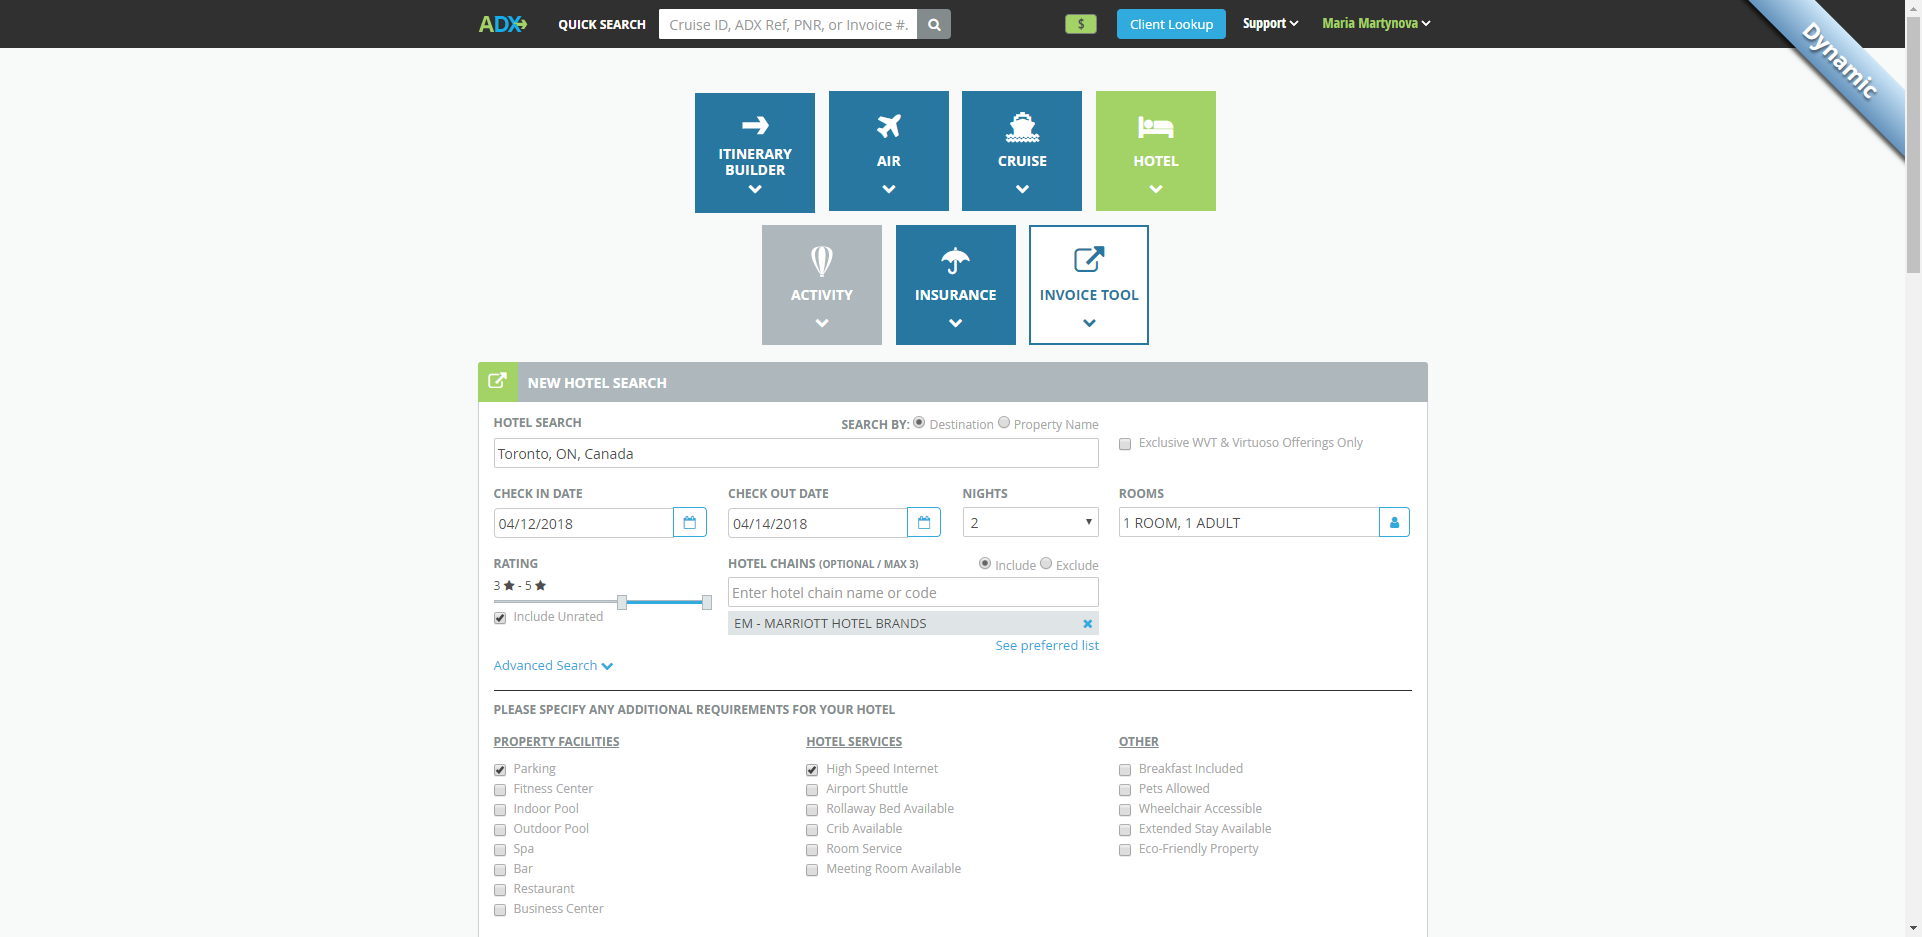 ADX
QUICK SEARCH
Cruise ID, ADX Ref, PNR, or Invoice #.
$
Client Lookup
Support
Maria Martynova
Dynamic
ITINERARY
BUILDER
AIR
CRUISE
HOTEL
ACTIVITY
INSURANCE
INVOICE TOOL
NEW HOTEL SEARCH
HOTEL SEARCH
SEARCH BY: Destination Property Name
Toronto, ON, Canada
Exclusive WVT & Virtuoso Offerings Only
CHECK IN DATE
CHECK OUT DATE
NIGHTS
ROOMS
04/12/2018
04/14/2018
2
1 ROOM, 1 ADULT
RATING
3 ★ - 5 ★
Include Unrated
HOTEL CHAINS (OPTIONAL / MAX 3)
Include Exclude
Enter hotel chain name or code
EM - MARRIOTT HOTEL BRANDS
See preferred list
Advanced Search
PLEASE SPECIFY ANY ADDITIONAL REQUIREMENTS FOR YOUR HOTEL
PROPERTY FACILITIES
Parking
Fitness Center
Indoor Pool
Outdoor Pool
Spa
Bar
Restaurant
Business Center
HOTEL SERVICES
High Speed Internet
Airport Shuttle
Rollaway Bed Available
Crib Available
Room Service
Meeting Room Available
OTHER
Breakfast Included
Pets Allowed
Wheelchair Accessible
Extended Stay Available
Eco-Friendly Property